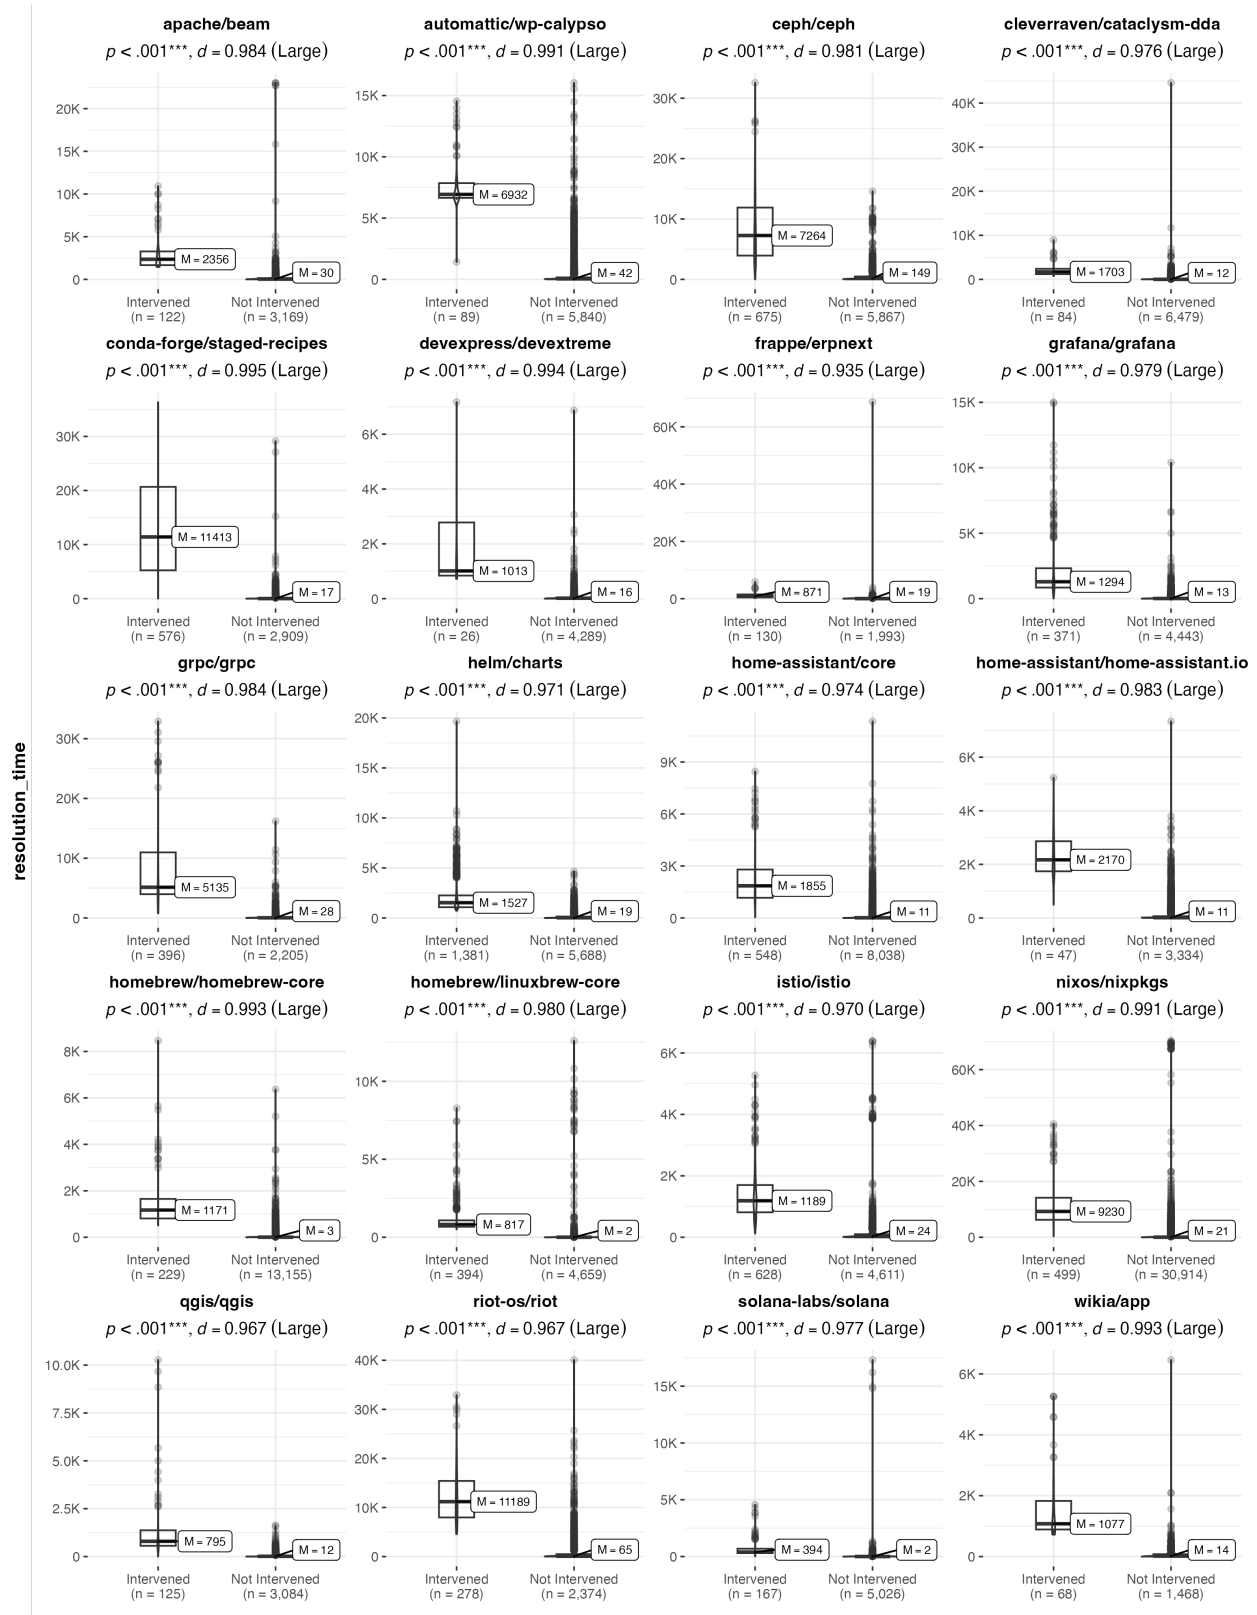 resolution_time
apache/beam
p < .001***, d = 0.984 (Large)
20K
15K
10K
5K
0
M = 2356
M = 30
Intervened
(n = 122)
Not Intervened
(n = 3,169)
automattic/wp-calypso
p < .001***, d = 0.991 (Large)
15K
10K
5K
0
M = 6932
M = 42
Intervened
(n = 89)
Not Intervened
(n = 5,840)
ceph/ceph
p < .001***, d = 0.981 (Large)
30K
20K
10K
0
M = 7264
M = 149
Intervened
(n = 675)
Not Intervened
(n = 5,867)
cleverraven/cataclysm-dda
p < .001***, d = 0.976 (Large)
40K
30K
20K
10K
0
M = 1703
M = 12
Intervened
(n = 84)
Not Intervened
(n = 6,479)
conda-forge/staged-recipes
p < .001***, d = 0.995 (Large)
30K
20K
10K
0
M = 11413
M = 17
Intervened
(n = 576)
Not Intervened
(n = 2,909)
devexpress/devextreme
p < .001***, d = 0.994 (Large)
6K
4K
2K
0
M = 1013
M = 16
Intervened
(n = 26)
Not Intervened
(n = 4,289)
frappe/erpnext
p < .001***, d = 0.935 (Large)
60K
40K
20K
0
M = 871
M = 19
Intervened
(n = 130)
Not Intervened
(n = 1,993)
grafana/grafana
p < .001***, d = 0.979 (Large)
15K
10K
5K
0
M = 1294
M = 13
Intervened
(n = 371)
Not Intervened
(n = 4,443)
grpc/grpc
p < .001***, d = 0.984 (Large)
30K
20K
10K
0
M = 5135
M = 28
Intervened
(n = 396)
Not Intervened
(n = 2,205)
helm/charts
p < .001***, d = 0.971 (Large)
20K
15K
10K
5K
0
M = 1527
M = 19
Intervened
(n = 1,381)
Not Intervened
(n = 5,688)
home-assistant/core
p < .001***, d = 0.974 (Large)
9K
6K
3K
0
M = 1855
M = 11
Intervened
(n = 548)
Not Intervened
(n = 8,038)
home-assistant/home-assistant.io
p < .001***, d = 0.983 (Large)
6K
4K
2K
0
M = 2170
M = 11
Intervened
(n = 47)
Not Intervened
(n = 3,334)
homebrew/homebrew-core
p < .001***, d = 0.993 (Large)
8K
6K
4K
2K
0
M = 1171
M = 3
Intervened
(n = 229)
Not Intervened
(n = 13,155)
homebrew/linuxbrew-core
p < .001***, d = 0.980 (Large)
10K
5K
0
M = 817
M = 2
Intervened
(n = 394)
Not Intervened
(n = 4,659)
istio/istio
p < .001***, d = 0.970 (Large)
6K
4K
2K
0
M = 1189
M = 24
Intervened
(n = 628)
Not Intervened
(n = 4,611)
nixos/nixpkgs
p < .001***, d = 0.991 (Large)
60K
40K
20K
0
M = 9230
M = 21
Intervened
(n = 499)
Not Intervened
(n = 30,914)
qgis/qgis
p < .001***, d = 0.967 (Large)
10.0K
7.5K
5.0K
2.5K
0
M = 795
M = 12
Intervened
(n = 125)
Not Intervened
(n = 3,084)
riot-os/riot
p < .001***, d = 0.967 (Large)
40K
30K
20K
10K
0
M = 11189
M = 65
Intervened
(n = 278)
Not Intervened
(n = 2,374)
solana-labs/solana
p < .001***, d = 0.977 (Large)
15K
10K
5K
0
M = 394
M = 2
Intervened
(n = 167)
Not Intervened
(n = 5,026)
wikia/app
p < .001***, d = 0.993 (Large)
6K
4K
2K
0
M = 1077
M = 14
Intervened
(n = 68)
Not Intervened
(n = 1,468)